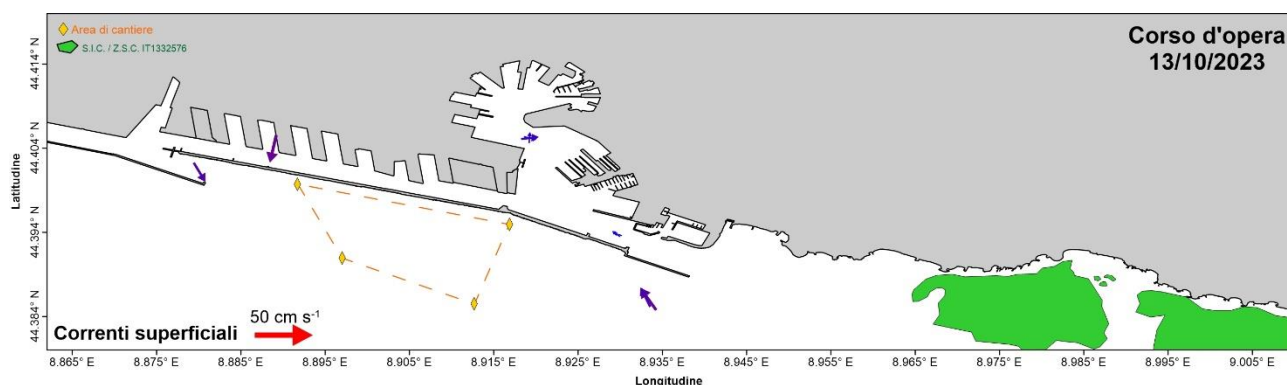 Area di cantiere
S.I.C. / Z.S.C. IT1332576
Corso d'opera
13/10/2023
44.414° N
44.404° N
44.394° N
44.384° N
Latitudine
Correnti superficiali
50 cm s⁻¹
8.865° E 8.875° E 8.885° E 8.895° E 8.905° E 8.915° E 8.925° E 8.935° E 8.945° E 8.955° E 8.965° E 8.975° E 8.985° E 8.995° E 9.005° E
Longitudine